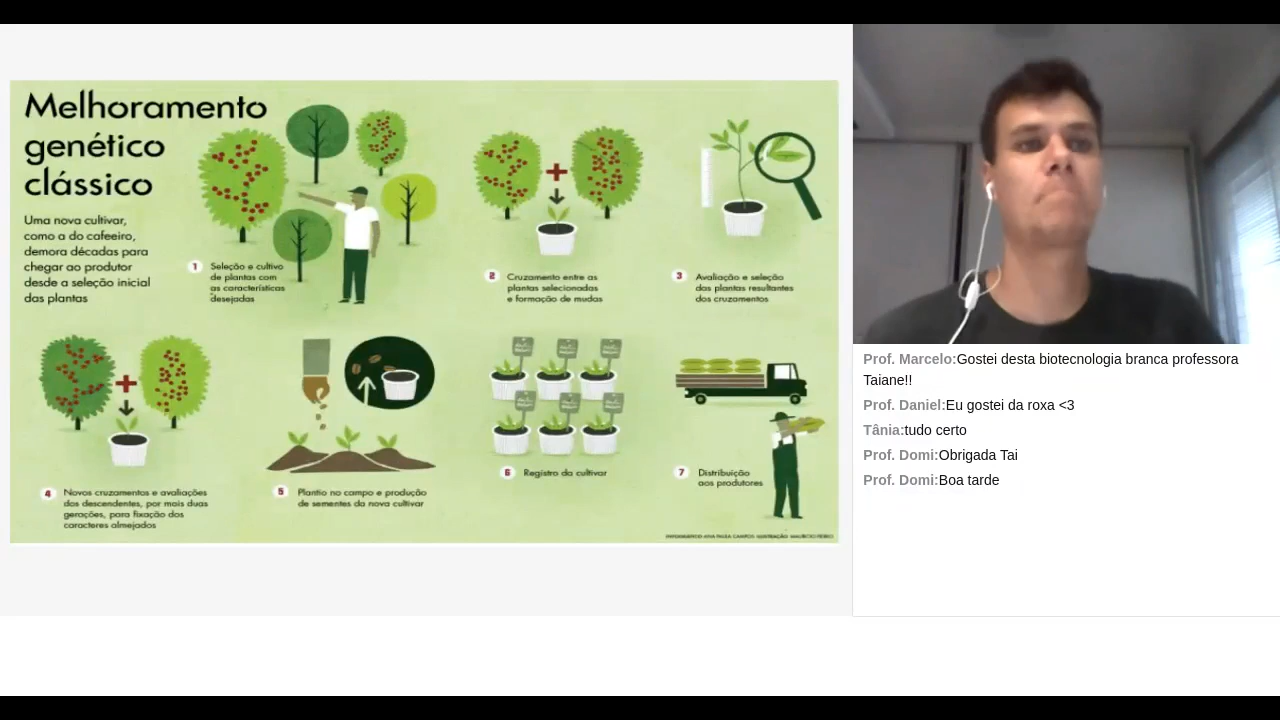 Melhoramento
genético
clássico
Uma nova cultivar,
como a do cafeeiro,
demora décadas para
chegar ao produtor
desde a seleção inicial
das plantas
1
Seleção e cultivo
de plantas com
as características
desejadas
2
Cruzamento entre as
plantas selecionadas
e formação de mudas
3
Avaliação e seleção
das plantas resultantes
dos cruzamentos
4
Novos cruzamentos e avaliações
dos descendentes, por mais duas
gerações, para fixação dos
caracteres almejados
5
Plantio no campo e produção
de sementes da nova cultivar
6
Registro da cultivar
7
Distribuição
aos produtores
INFOGRÁFICO ANA PAULA CAMPOS ILUSTRAÇÃO
Prof. Marcelo:Gostei desta biotecnologia branca professora
Taiane!!
Prof. Daniel:Eu gostei da roxa <3
Tânia:tudo certo
Prof. Domi:Obrigada Tai
Prof. Domi:Boa tarde